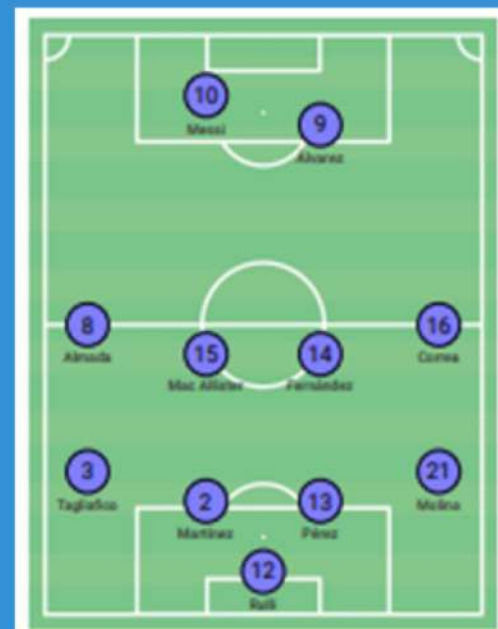 10
Messi
9
Alvarez
8
Almada
16
Correa
15
Mac Allister
14
Fernández
3
Tagliafico
21
Molina
2
Martínez
13
Pérez
12
Rulli